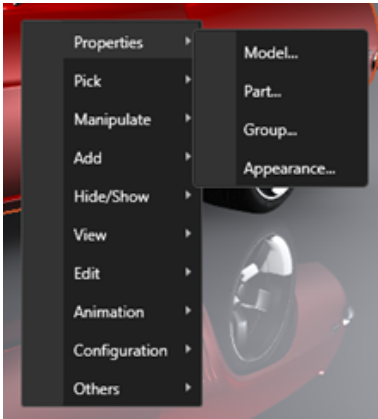 Properties
Pick
Manipulate
Add
Hide/Show
View
Edit
Animation
Configuration
Others
Model...
Part...
Group...
Appearance...